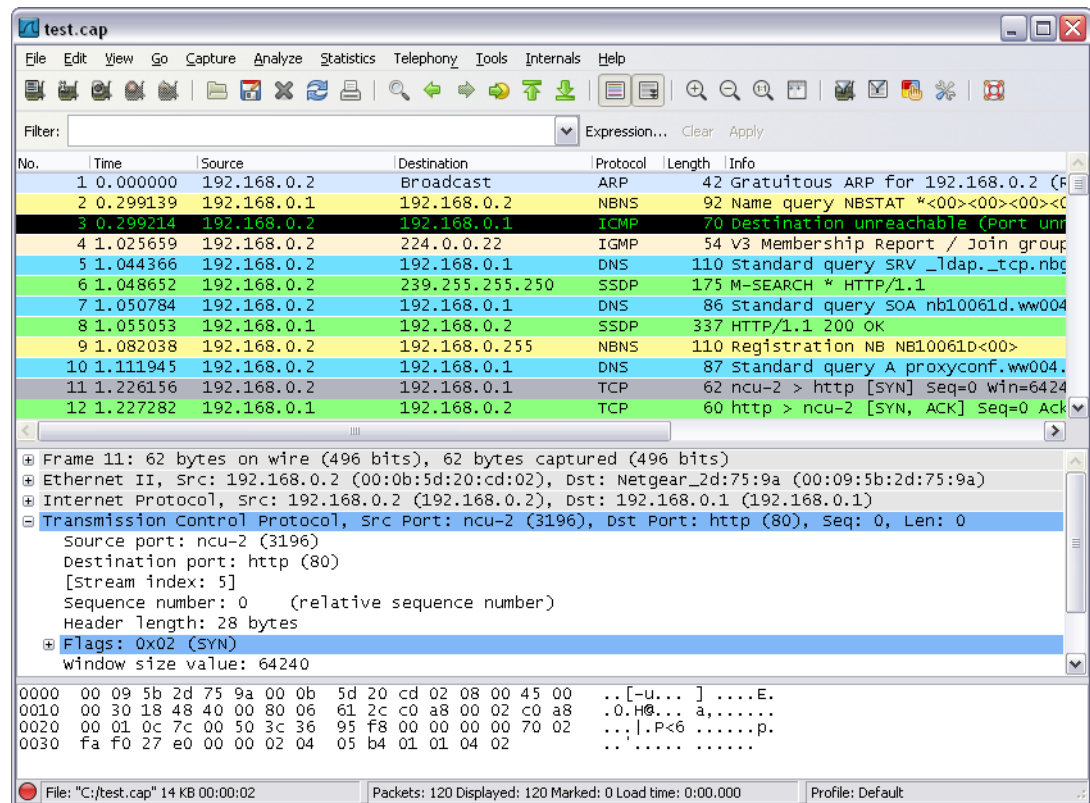 test.cap
File Edit View Go Capture Analyze Statistics Telephony Tools Internals Help
Filter: Expression... Clear Apply
No. Time Source Destination Protocol Length Info
1 0.000000 192.168.0.2 Broadcast ARP 42 Gratuitous ARP for 192.168.0.2 (R
2 0.299139 192.168.0.1 192.168.0.2 NBNS 92 Name query NBSTAT *<00><00><00><0
3 0.299214 192.168.0.2 192.168.0.1 ICMP 70 Destination unreachable (Port unr
4 1.025659 192.168.0.2 224.0.0.22 IGMP 54 V3 Membership Report / Join group
5 1.044366 192.168.0.2 192.168.0.1 DNS 110 Standard query SRV _ldap._tcp.nbg
6 1.048652 192.168.0.2 239.255.255.250 SSDP 175 M-SEARCH * HTTP/1.1
7 1.050784 192.168.0.2 192.168.0.1 DNS 86 Standard query SOA nb10061d.ww004
8 1.055053 192.168.0.1 192.168.0.2 SSDP 337 HTTP/1.1 200 OK
9 1.082038 192.168.0.2 192.168.0.255 NBNS 110 Registration NB NB10061D<00>
10 1.111945 192.168.0.2 192.168.0.1 DNS 87 Standard query A proxyconf.ww004.
11 1.226156 192.168.0.2 192.168.0.1 TCP 62 ncu-2 > http [SYN] Seq=0 Win=6424
12 1.227282 192.168.0.1 192.168.0.2 TCP 60 http > ncu-2 [SYN, ACK] Seq=0 Ack
Frame 11: 62 bytes on wire (496 bits), 62 bytes captured (496 bits)
Ethernet II, Src: 192.168.0.2 (00:0b:5d:20:cd:02), Dst: Netgear_2d:75:9a (00:09:5b:2d:75:9a)
Internet Protocol, Src: 192.168.0.2 (192.168.0.2), Dst: 192.168.0.1 (192.168.0.1)
Transmission Control Protocol, Src Port: ncu-2 (3196), Dst Port: http (80), Seq: 0, Len: 0
Source port: ncu-2 (3196)
Destination port: http (80)
[Stream index: 5]
Sequence number: 0 (relative sequence number)
Header length: 28 bytes
Flags: 0x02 (SYN)
Window size value: 64240
0000 00 09 5b 2d 75 9a 00 0b 5d 20 cd 02 08 00 45 00 ..[-u... ] ....E.
0010 00 30 18 48 40 00 80 06 61 2c c0 a8 00 02 c0 a8 .0.H@... a,......
0020 00 01 0c 7c 00 50 3c 36 95 f8 00 00 00 00 70 02 ...|.P<6 ......p.
0030 fa f0 27 e0 00 00 02 04 05 b4 01 01 04 02 ..'..... ......
File: "C:/test.cap" 14 KB 00:00:02 Packets: 120 Displayed: 120 Marked: 0 Load time: 0:00.000 Profile: Default